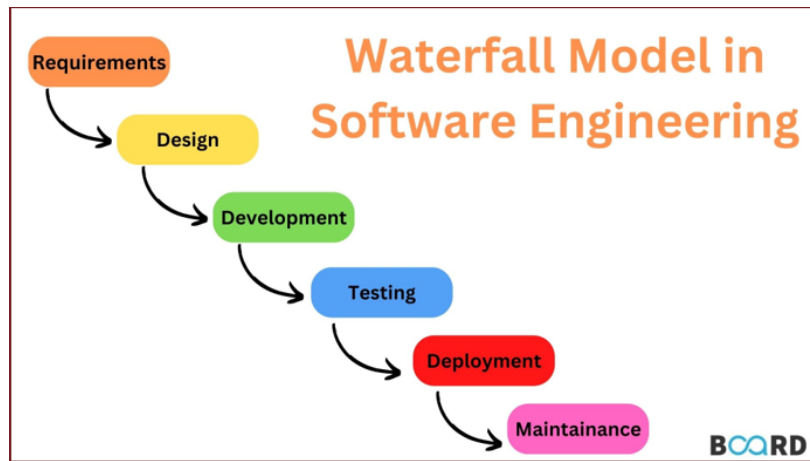 Waterfall Model in
Software Engineering
Requirements
Design
Development
Testing
Deployment
Maintainance
BOARD